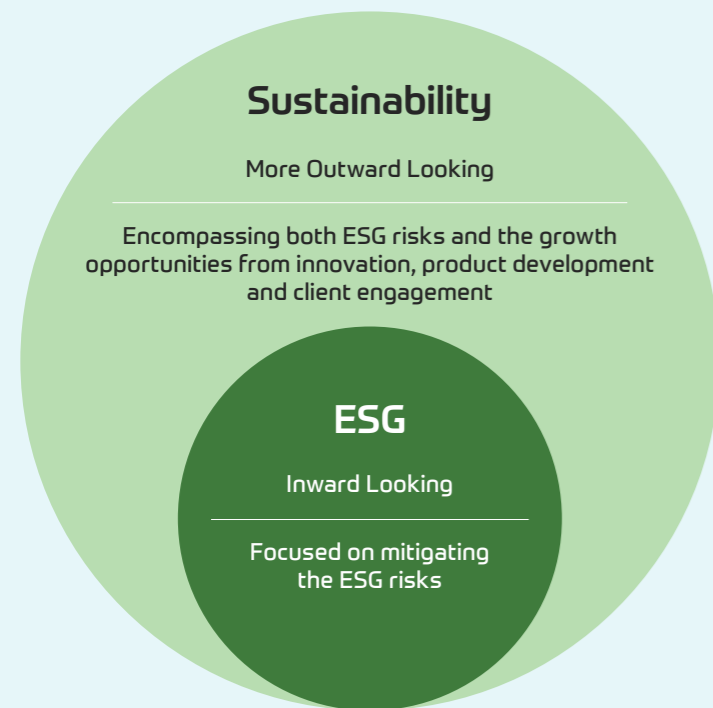 Sustainability
More Outward Looking
Encompassing both ESG risks and the growth
opportunities from innovation, product development
and client engagement
ESG
Inward Looking
Focused on mitigating
the ESG risks